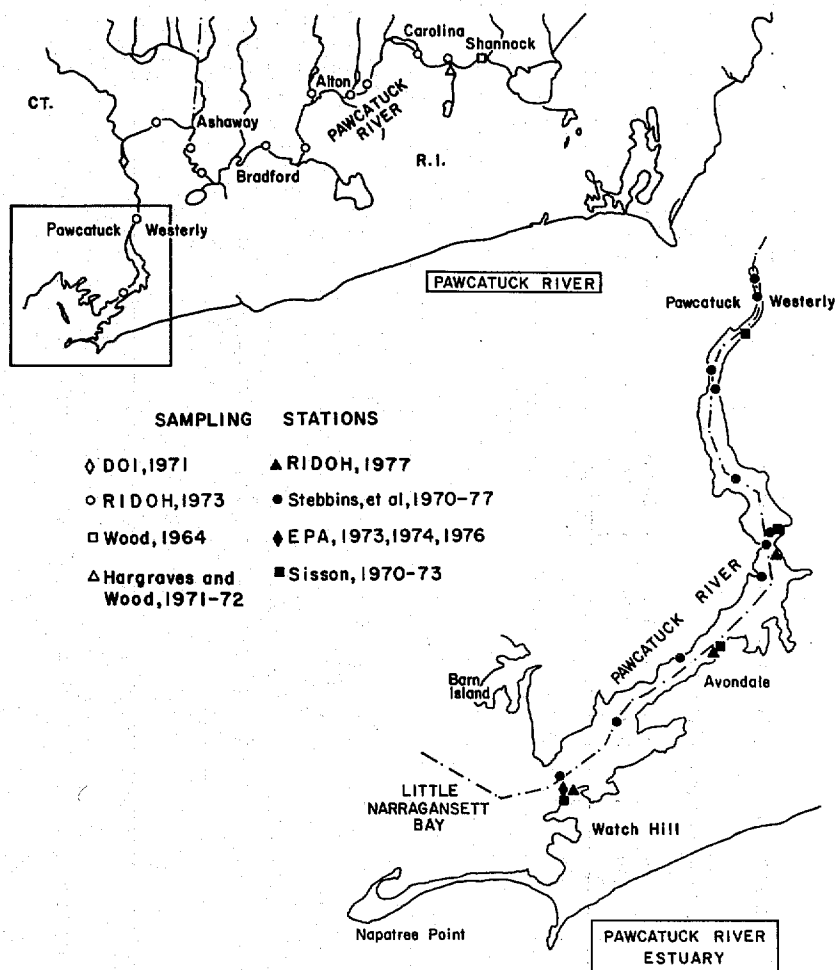 Carolina
Shannock
Alton
CT.
PAWCATUCK
RIVER
Ashaway
R.I.
Bradford
Pawcatuck
Westerly
PAWCATUCK RIVER
Pawcatuck
Westerly
SAMPLING STATIONS
DOI, 1971
RIDOH, 1977
RIDOH, 1973
Stebbins, et al, 1970-77
Wood, 1964
EPA, 1973, 1974, 1976
Hargraves and
Wood, 1971-72
Sisson, 1970-73
PAWCATUCK RIVER
Barn
Island
Avondale
LITTLE
NARRAGANSETT
BAY
Watch Hill
Napatree Point
PAWCATUCK RIVER
ESTUARY